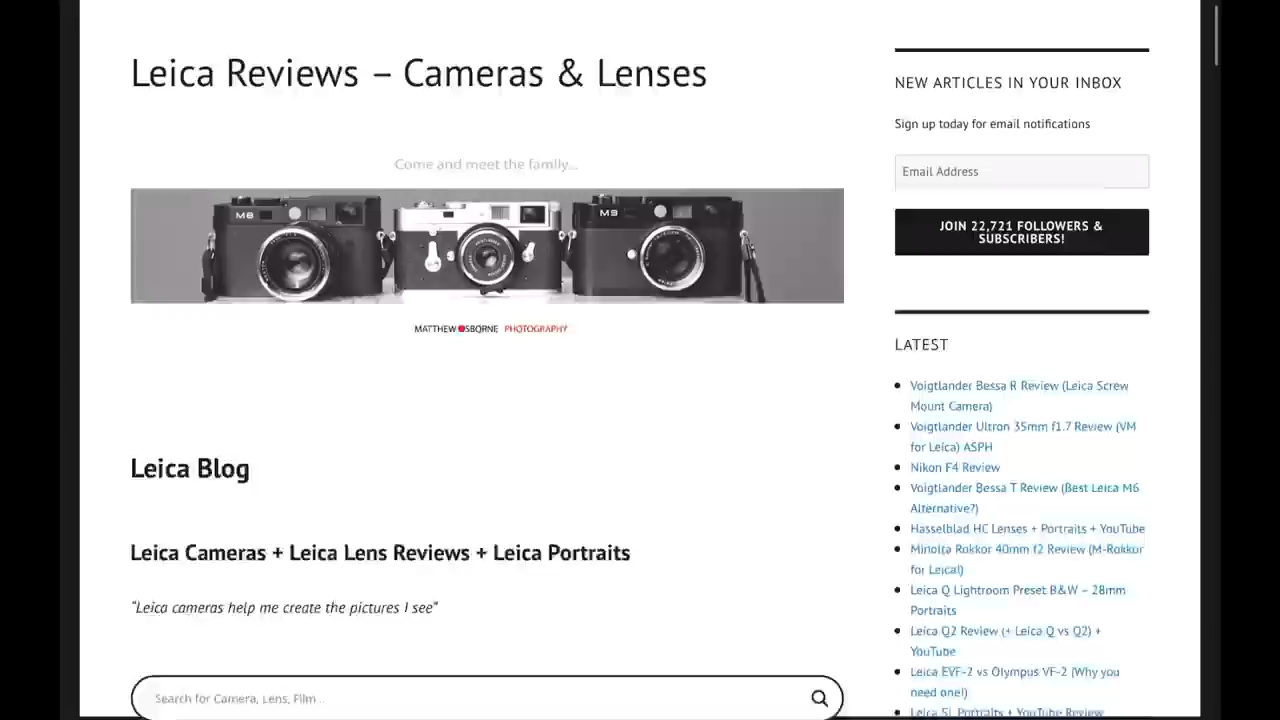 Leica Reviews – Cameras & Lenses
Come and meet the family...
M8
M9
MATTHEW OSBORNE PHOTOGRAPHY
Leica Blog
Leica Cameras + Leica Lens Reviews + Leica Portraits
“Leica cameras help me create the pictures I see”
Search for Camera, Lens, Film...
NEW ARTICLES IN YOUR INBOX
Sign up today for email notifications
Email Address
JOIN 22,721 FOLLOWERS &
SUBSCRIBERS!
LATEST
Voigtlander Bessa R Review (Leica Screw
Mount Camera)
Voigtlander Ultron 35mm f1.7 Review (VM
for Leica) ASPH
Nikon F4 Review
Voigtlander Bessa T Review (Best Leica M6
Alternative?)
Hasselblad HC Lenses + Portraits + YouTube
Minolta Rokkor 40mm f2 Review (M-Rokkor
for Leica!)
Leica Q Lightroom Preset B&W – 28mm
Portraits
Leica Q2 Review (+ Leica Q vs Q2) +
YouTube
Leica EVF-2 vs Olympus VF-2 (Why you
need one!)
Leica SL Portraits + YouTube Review